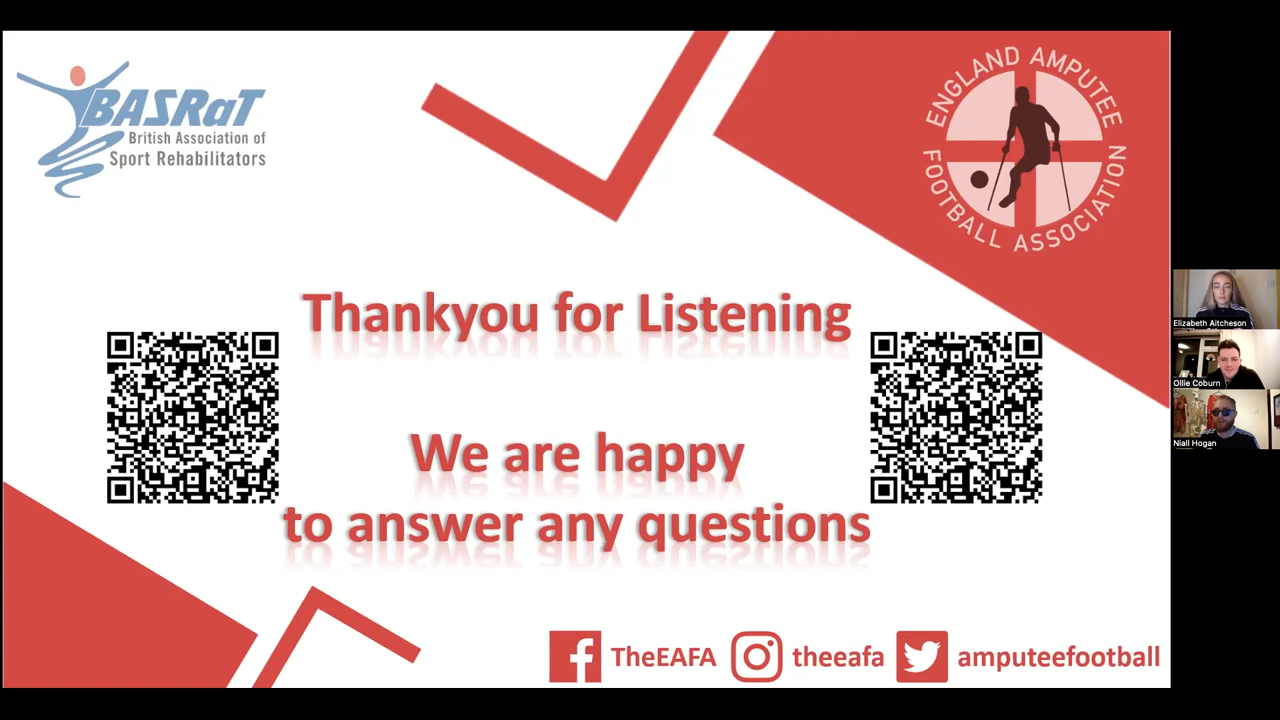 BASRaT
British Association of
Sport Rehabilitators
ENGLAND AMPUTEE
FOOTBALL ASSOCIATION
Thankyou for Listening
We are happy
to answer any questions
Elizabeth Aitcheson
Ollie Coburn
Niall Hogan
TheEAFA
theeafa
amputeefootball